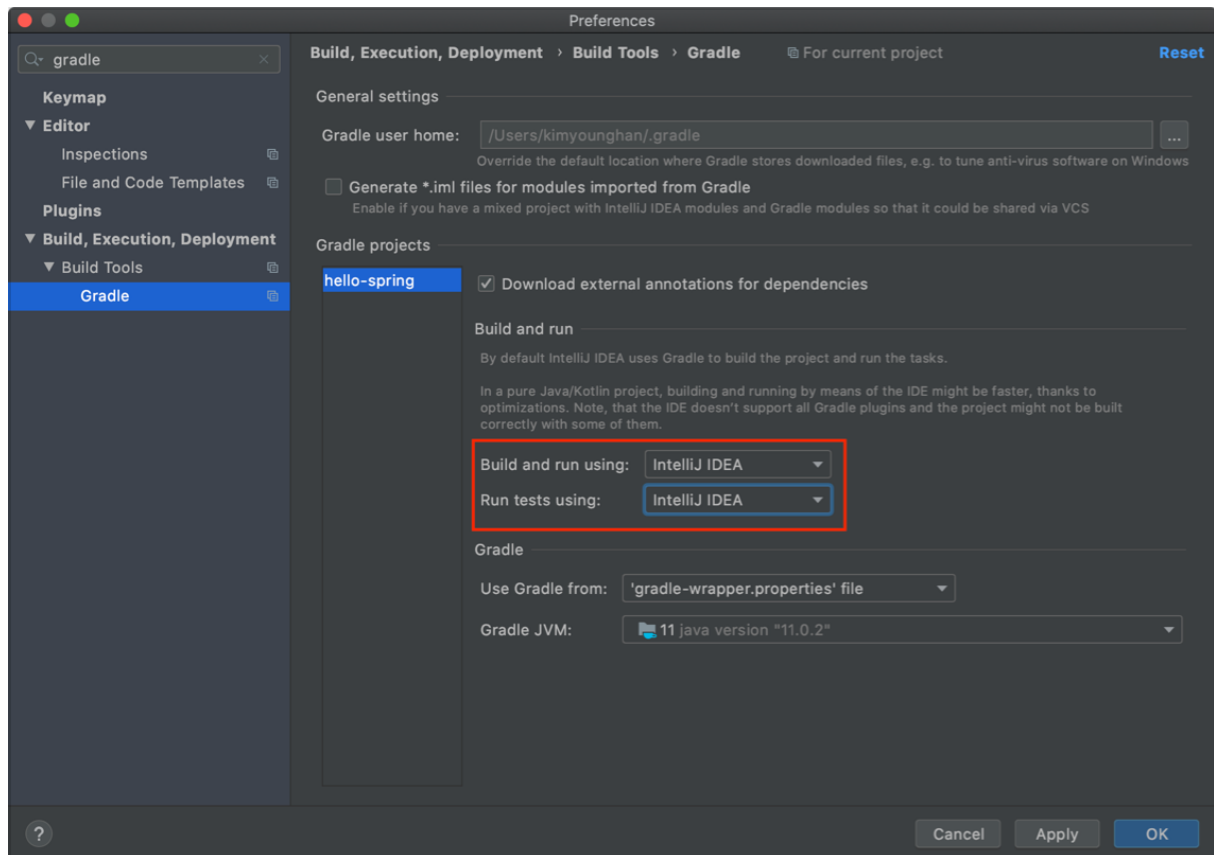 Preferences
gradle
Keymap
Editor
Inspections
File and Code Templates
Plugins
Build, Execution, Deployment
Build Tools
Gradle
Build, Execution, Deployment › Build Tools › Gradle For current project Reset
General settings
Gradle user home: /Users/kimyounghan/.gradle ...
Override the default location where Gradle stores downloaded files, e.g. to tune anti-virus software on Windows
Generate *.iml files for modules imported from Gradle
Enable if you have a mixed project with IntelliJ IDEA modules and Gradle modules so that it could be shared via VCS
Gradle projects
hello-spring
Download external annotations for dependencies
Build and run
By default IntelliJ IDEA uses Gradle to build the project and run the tasks.
In a pure Java/Kotlin project, building and running by means of the IDE might be faster, thanks to
optimizations. Note, that the IDE doesn't support all Gradle plugins and the project might not be built
correctly with some of them.
Build and run using: IntelliJ IDEA
Run tests using: IntelliJ IDEA
Gradle
Use Gradle from: 'gradle-wrapper.properties' file
Gradle JVM: 11 java version "11.0.2"
? Cancel Apply OK